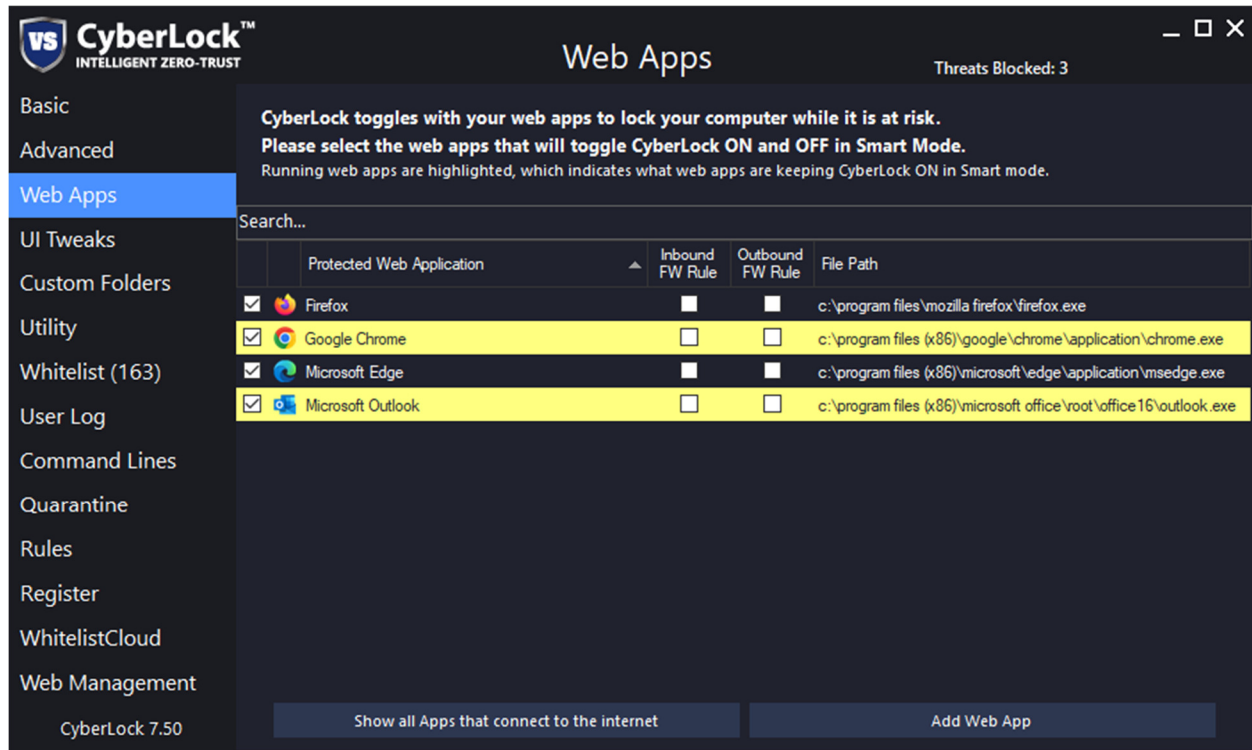 VS CyberLock™
INTELLIGENT ZERO-TRUST
Web Apps
Threats Blocked: 3
Basic
Advanced
Web Apps
UI Tweaks
Custom Folders
Utility
Whitelist (163)
User Log
Command Lines
Quarantine
Rules
Register
WhitelistCloud
Web Management
CyberLock 7.50
CyberLock toggles with your web apps to lock your computer while it is at risk.
Please select the web apps that will toggle CyberLock ON and OFF in Smart Mode.
Running web apps are highlighted, which indicates what web apps are keeping CyberLock ON in Smart mode.
Search...
Protected Web Application Inbound FW Rule Outbound FW Rule File Path
Firefox c:\program files\mozilla firefox\firefox.exe
Google Chrome c:\program files (x86)\google\chrome\application\chrome.exe
Microsoft Edge c:\program files (x86)\microsoft\edge\application\msedge.exe
Microsoft Outlook c:\program files (x86)\microsoft office\root\office16\outlook.exe
Show all Apps that connect to the internet Add Web App